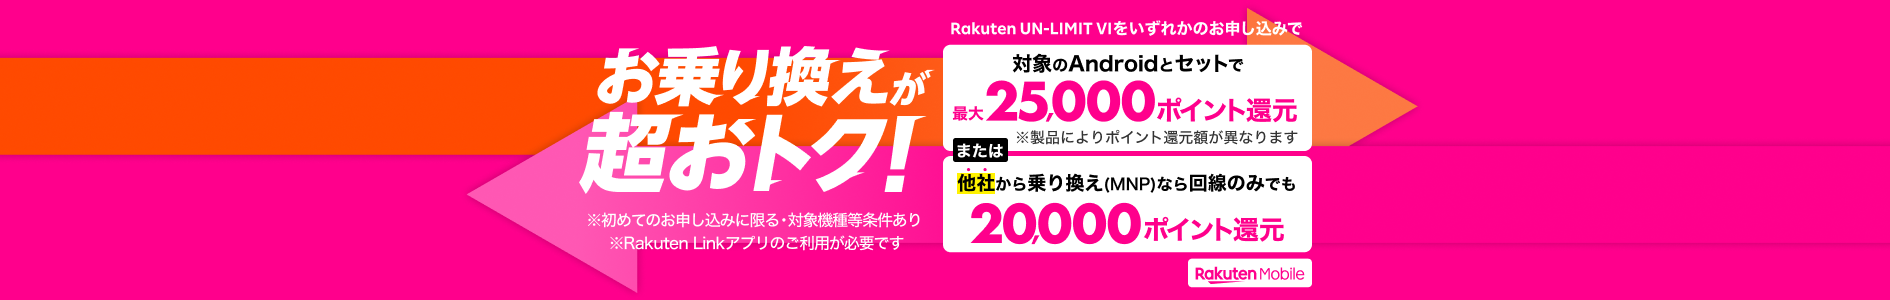 お乗り換えが
超おトク!
※初めてのお申し込みに限る・対象機種等条件あり
※Rakuten Linkアプリのご利用が必要です
Rakuten UN-LIMIT VIをいずれかのお申し込みで
対象のAndroidとセットで
最大25,000ポイント還元
※製品によりポイント還元額が異なります
または
他社から乗り換え(MNP)なら回線のみでも
20,000ポイント還元
Rakuten Mobile